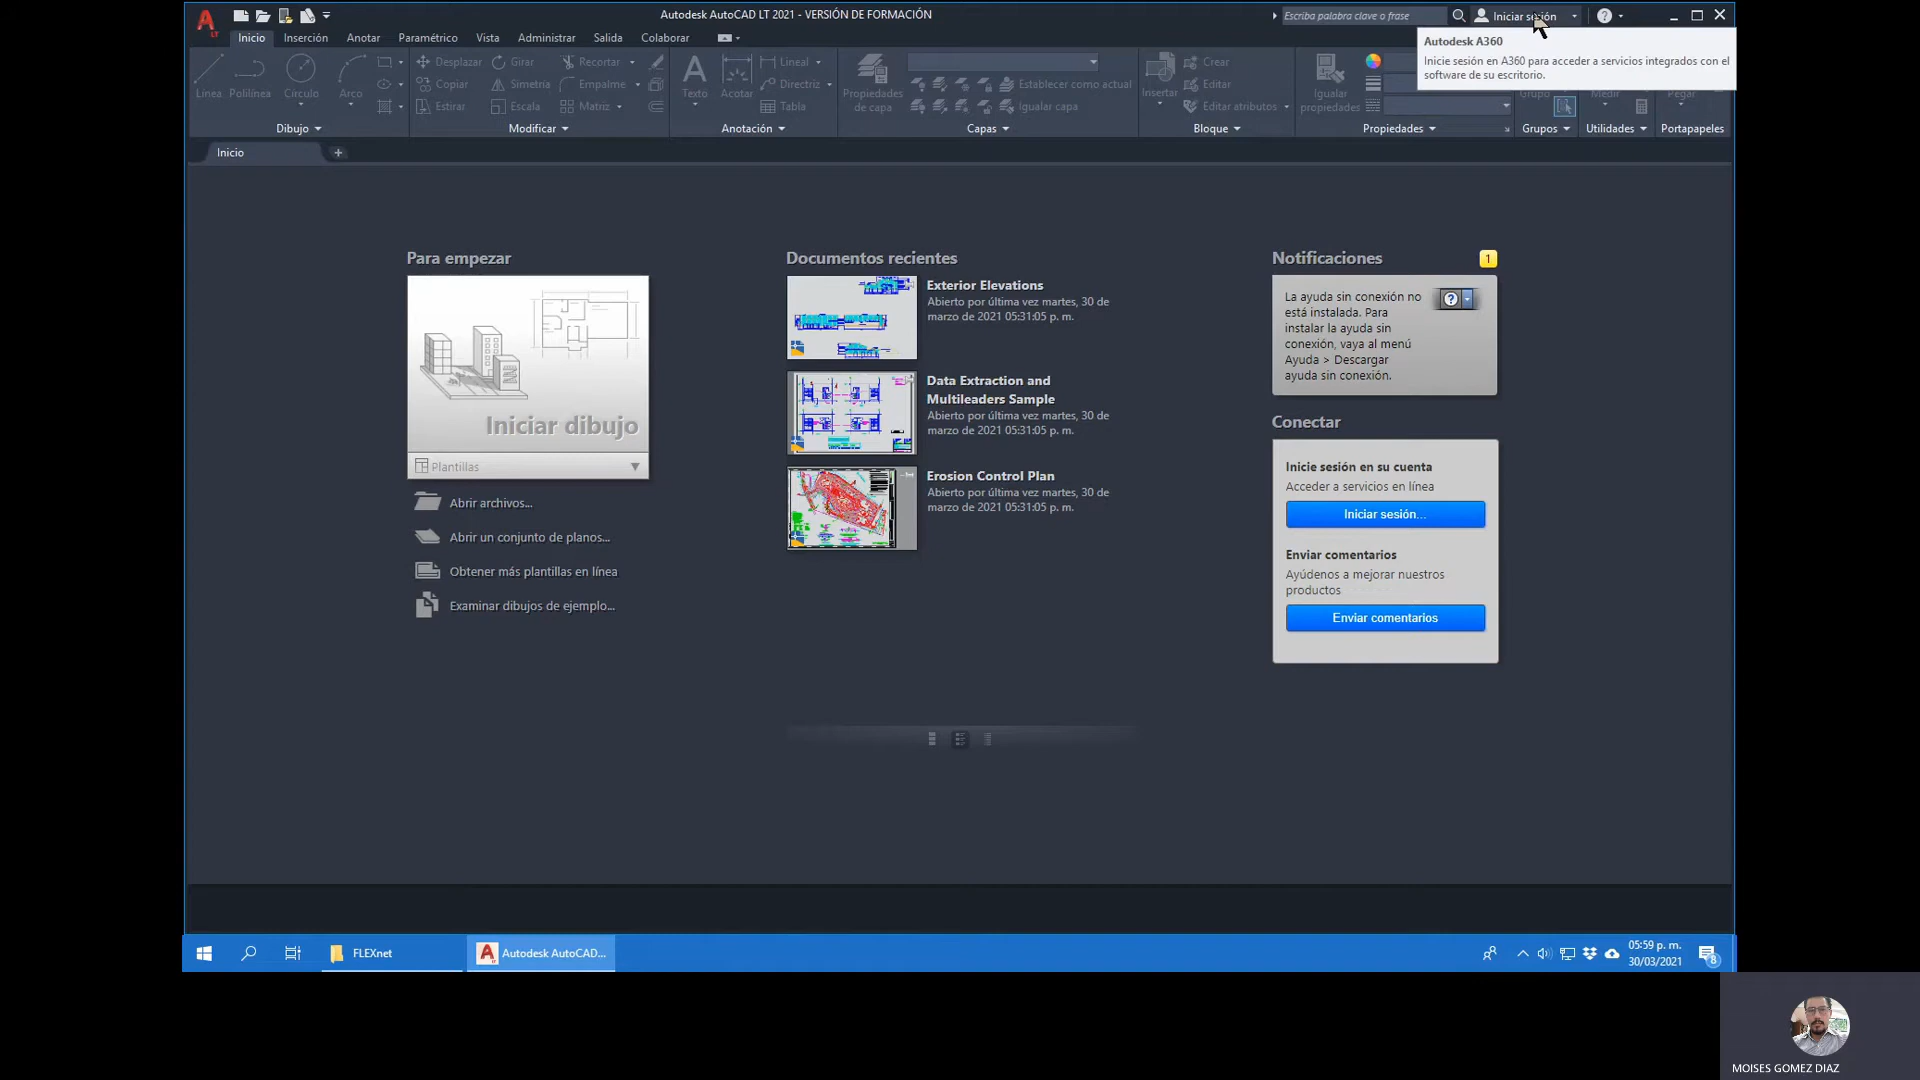 LT
Autodesk AutoCAD LT 2021 - VERSIÓN DE FORMACIÓN
Escriba palabra clave o frase
Iniciar sesión
Inicio
Inserción
Anotar
Paramétrico
Vista
Administrar
Salida
Colaborar
Autodesk A360
Inicie sesión en A360 para acceder a servicios integrados con el
software de su escritorio.
Línea
Polilínea
Círculo
Arco
Desplazar
Girar
Recortar
Copiar
Simetría
Empalme
Estirar
Escala
Matriz
Texto
Acotar
Lineal
Directriz
Tabla
Propiedades
de capa
Establecer como actual
Igualar capa
Insertar
Crear
Editar
Editar atributos
Igualar
propiedades
Grupo
Medir
Pegar
Dibujo
Modificar
Anotación
Capas
Bloque
Propiedades
Grupos
Utilidades
Portapapeles
Inicio
Para empezar
Iniciar dibujo
Plantillas
Abrir archivos...
Abrir un conjunto de planos...
Obtener más plantillas en línea
Examinar dibujos de ejemplo...
Documentos recientes
Exterior Elevations
Abierto por última vez martes, 30 de
marzo de 2021 05:31:05 p. m.
Data Extraction and
Multileaders Sample
Abierto por última vez martes, 30 de
marzo de 2021 05:31:05 p. m.
Erosion Control Plan
Abierto por última vez martes, 30 de
marzo de 2021 05:31:05 p. m.
Notificaciones
1
La ayuda sin conexión no
está instalada. Para
instalar la ayuda sin
conexión, vaya al menú
Ayuda > Descargar
ayuda sin conexión.
Conectar
Inicie sesión en su cuenta
Acceder a servicios en línea
Iniciar sesión...
Enviar comentarios
Ayúdenos a mejorar nuestros
productos
Enviar comentarios
FLEXnet
Autodesk AutoCAD...
05:59 p. m.
30/03/2021
8
MOISES GOMEZ DIAZ